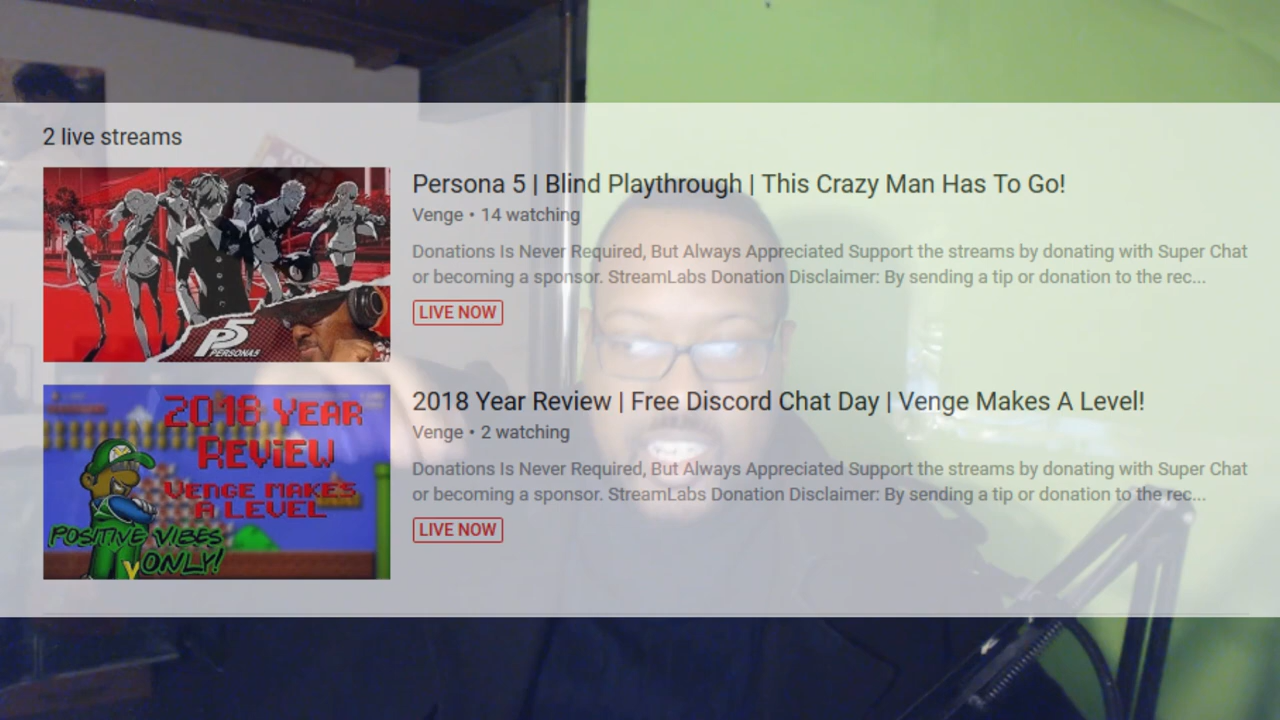 2 live streams
Persona 5 | Blind Playthrough | This Crazy Man Has To Go!
Venge • 14 watching
Donations Is Never Required, But Always Appreciated Support the streams by donating with Super Chat
or becoming a sponsor. StreamLabs Donation Disclaimer: By sending a tip or donation to the rec...
LIVE NOW
P5
PERSONA5
2018 Year Review | Free Discord Chat Day | Venge Makes A Level!
Venge • 2 watching
Donations Is Never Required, But Always Appreciated Support the streams by donating with Super Chat
or becoming a sponsor. StreamLabs Donation Disclaimer: By sending a tip or donation to the rec...
LIVE NOW
2018 YEAR
REVIEW
VENGE MAKES
A LEVEL
POSITIVE VIBES
ONLY!